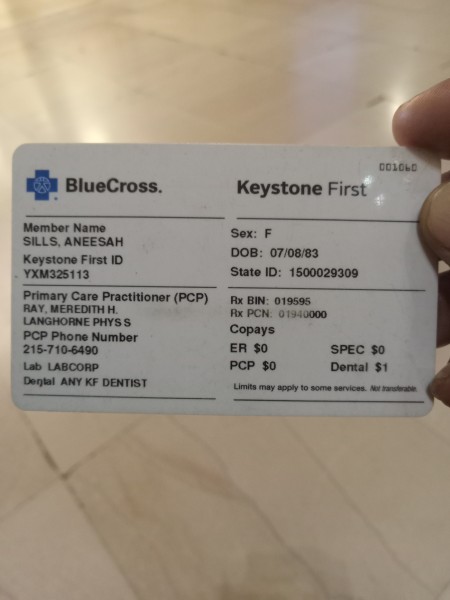 001060
BlueCross.
Keystone First
Member Name
SILLS, ANEESAH
Keystone First ID
YXM325113
Sex: F
DOB: 07/08/83
State ID: 1500029309
Primary Care Practitioner (PCP)
RAY, MEREDITH H.
LANGHORNE PHYS S
PCP Phone Number
215-710-6490
Lab LABCORP
Dental ANY KF DENTIST
Rx BIN: 019595
Rx PCN: 01940000
Copays
ER $0 SPEC $0
PCP $0 Dental $1
Limits may apply to some services. Not transferable.